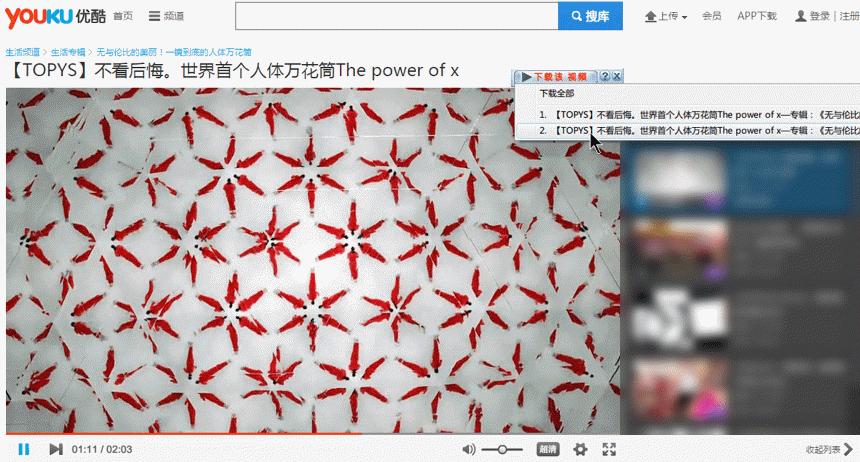 YOUKU 优酷 首页 频道 搜库 上传 会员 APP下载 登录 | 注册
生活频道 > 生活专辑 > 无与伦比的美丽！一镜到底的人体万花筒
【TOPYS】不看后悔。世界首个人体万花筒The power of x
下载该 视频 ? X
下载全部
1. 【TOPYS】不看后悔。世界首个人体万花筒The power of x—专辑：《无与伦比
2. 【TOPYS】不看后悔。世界首个人体万花筒The power of x—专辑：《无与伦比
01:11 / 02:03 超清 收起列表